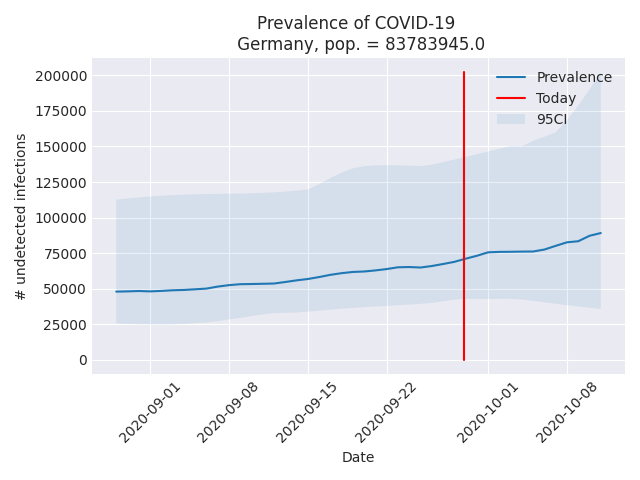 Prevalence of COVID-19
Germany, pop. = 83783945.0
# undetected infections
200000
175000
150000
125000
100000
75000
50000
25000
0
Prevalence
Today
95CI
2020-09-01
2020-09-08
2020-09-15
2020-09-22
2020-10-01
2020-10-08
Date